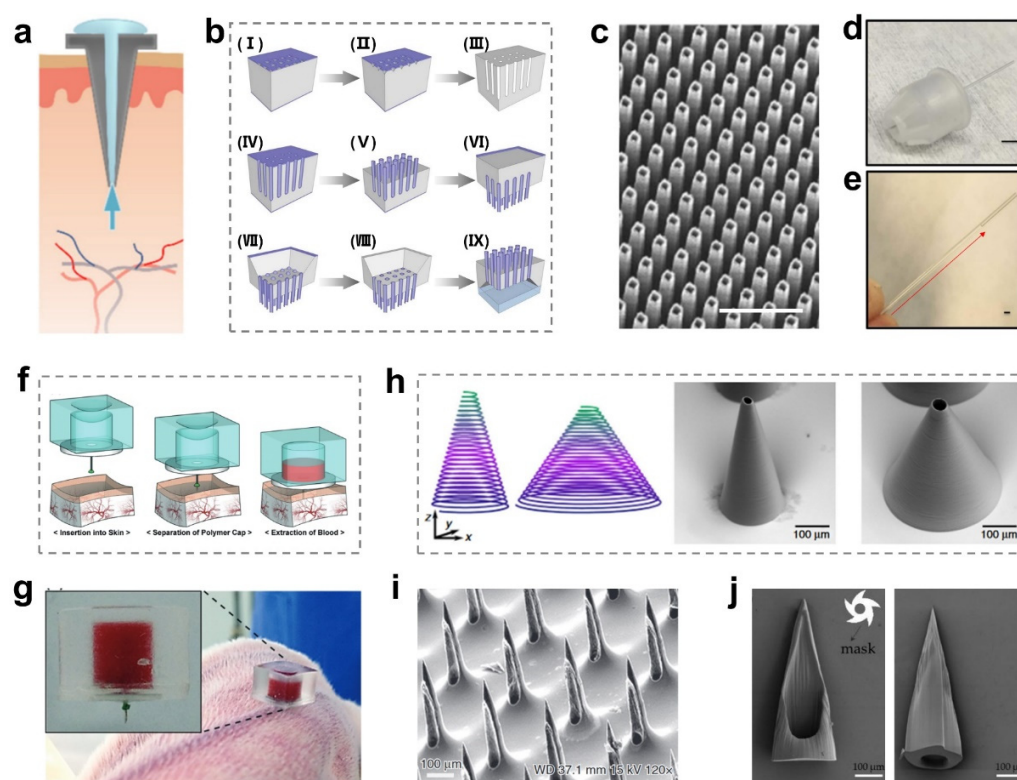 a
b
(I)
(II)
(III)
(IV)
(V)
(VI)
(VII)
(VIII)
(IX)
c
d
e
f
< Insertion into Skin >
< Separation of Polymer Cap >
< Extraction of Blood >
g
h
z
y
x
100 μm
100 μm
i
100 μm
WD 37.1 mm 15 kV 120x
j
mask
100 μm
100 μm